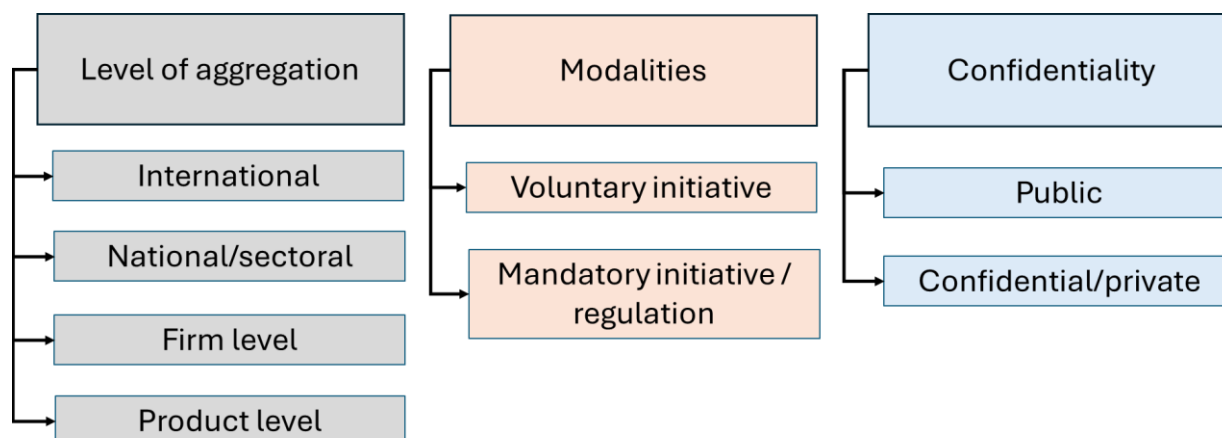 Level of aggregation
International
National/sectoral
Firm level
Product level
Modalities
Voluntary initiative
Mandatory initiative /
regulation
Confidentiality
Public
Confidential/private